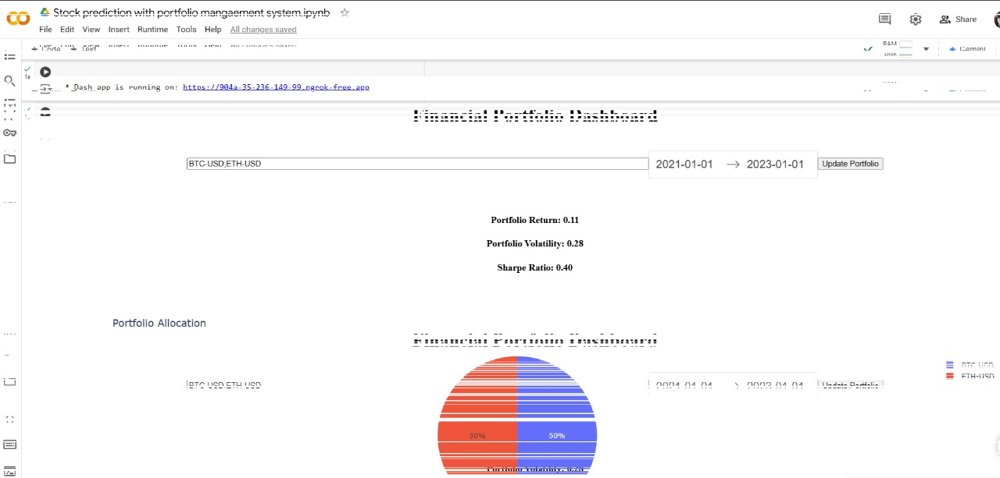 Stock prediction with portfolio mangaement system.ipynb
File Edit View Insert Runtime Tools Help All changes saved
Share
+ Code + Text
RAM
Disk
Gemini
1s
* Dash app is running on: https://904a-35-236-149-99.ngrok-free.app
Financial Portfolio Dashboard
BTC-USD,ETH-USD
2021-01-01 → 2023-01-01
Update Portfolio
Portfolio Return: 0.11
Portfolio Volatility: 0.28
Sharpe Ratio: 0.40
Portfolio Allocation
Financial Portfolio Dashboard
BTC-USD
ETH-USD
BTC-USD,ETH-USD
2021-01-01 → 2023-01-01
Update Portfolio
50%
50%
Portfolio Volatility: 0.28